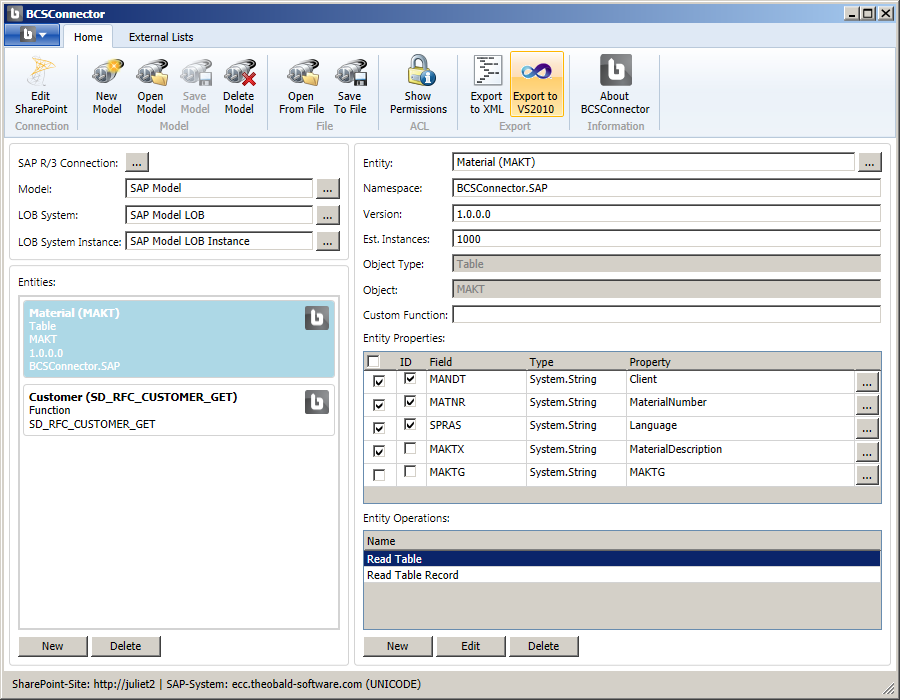 BCSConnector
Home
External Lists
Edit SharePoint
New Model
Open Model
Save Model
Delete Model
Open From File
Save To File
Show Permissions
Export to XML
Export to VS2010
About BCSConnector
Connection
Model
File
ACL
Export
Information
SAP R/3 Connection: ...
Model: SAP Model ...
LOB System: SAP Model LOB ...
LOB System Instance: SAP Model LOB Instance ...
Entities:
Material (MAKT)
Table
MAKT
1.0.0.0
BCSConnector.SAP
Customer (SD_RFC_CUSTOMER_GET)
Function
SD_RFC_CUSTOMER_GET
New Delete
Entity: Material (MAKT) ...
Namespace: BCSConnector.SAP
Version: 1.0.0.0
Est. Instances: 1000
Object Type: Table
Object: MAKT
Custom Function:
Entity Properties:
ID Field Type Property
MANDT System.String Client ...
MATNR System.String MaterialNumber ...
SPRAS System.String Language ...
MAKTX System.String MaterialDescription ...
MAKTG System.String MAKTG ...
Entity Operations:
Name
Read Table
Read Table Record
New Edit Delete
SharePoint-Site: http://juliet2 | SAP-System: ecc.theobald-software.com (UNICODE)